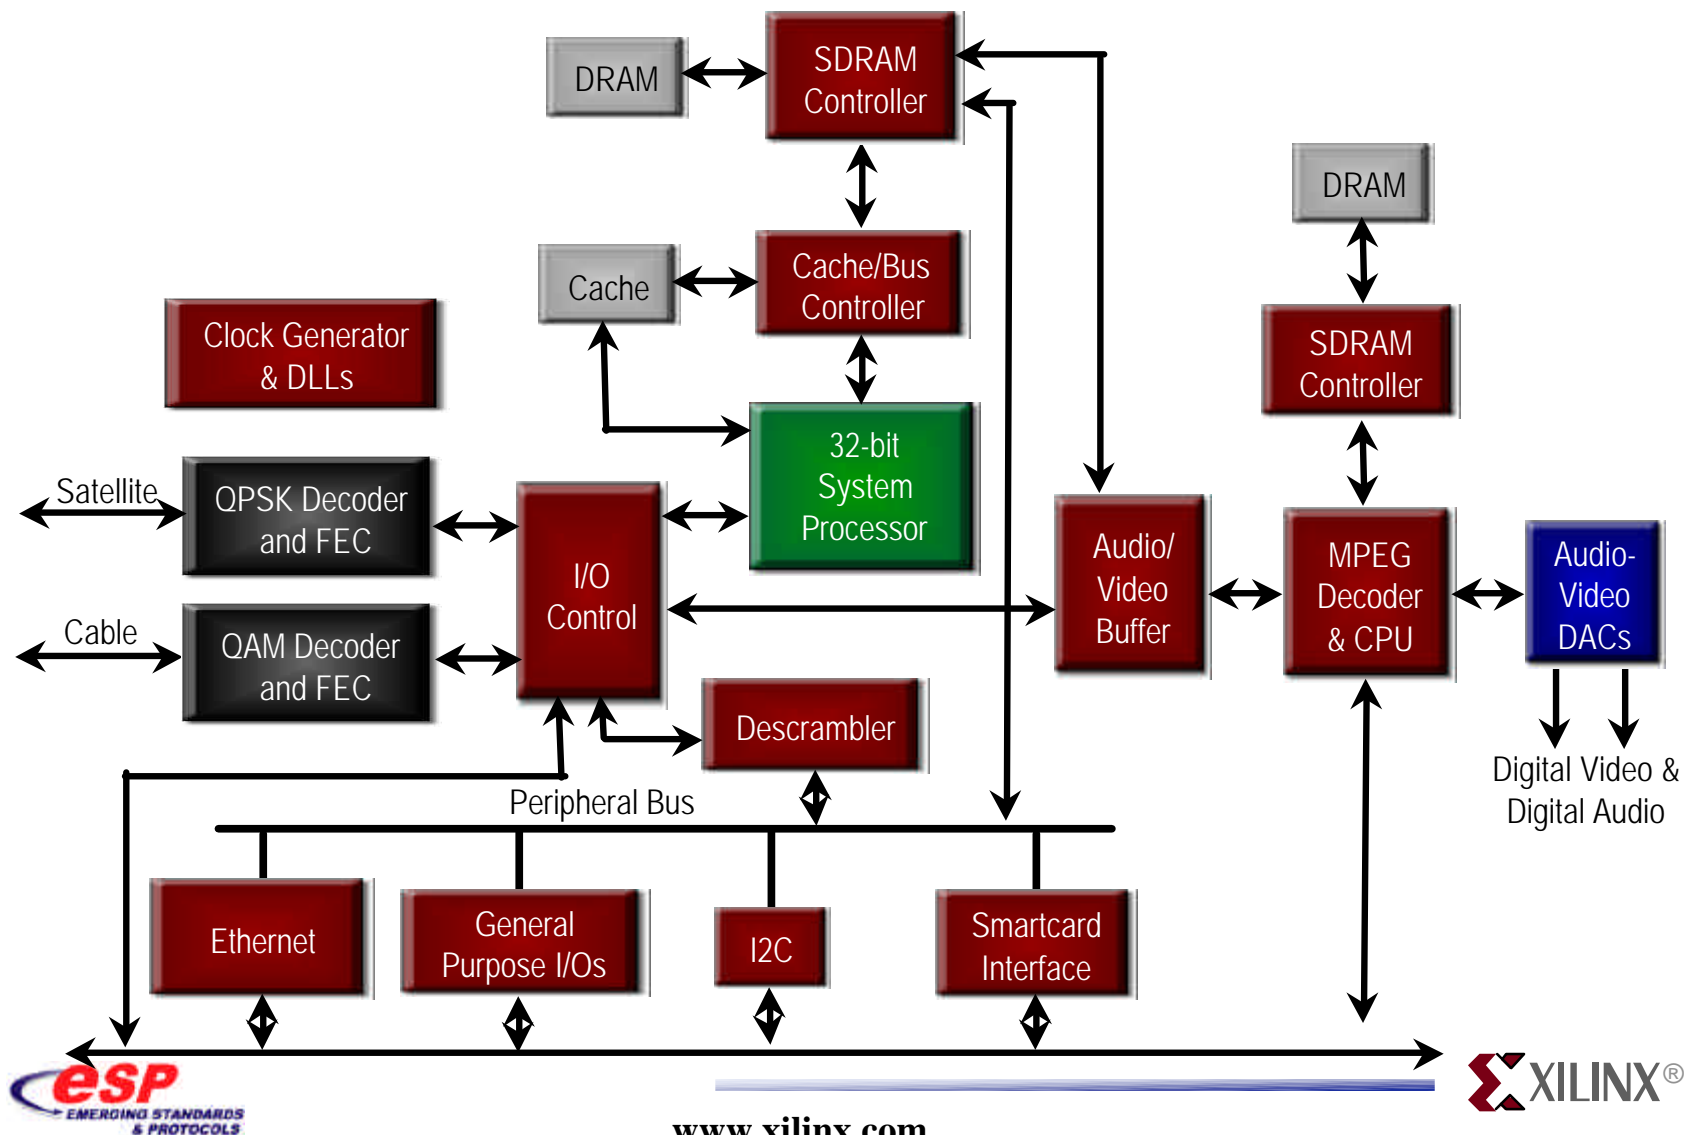 SDRAM
Controller
DRAM
DRAM
Cache/Bus
Controller
Cache
Clock Generator
& DLLs
SDRAM
Controller
32-bit
System
Processor
Satellite
QPSK Decoder
and FEC
I/O
Control
Audio/
Video
Buffer
MPEG
Decoder
& CPU
Audio-
Video
DACs
Cable
QAM Decoder
and FEC
Descrambler
Digital Video &
Digital Audio
Peripheral Bus
Ethernet
General
Purpose I/Os
I2C
Smartcard
Interface
eSP
EMERGING STANDARDS
& PROTOCOLS
XILINX®
www.xilinx.com